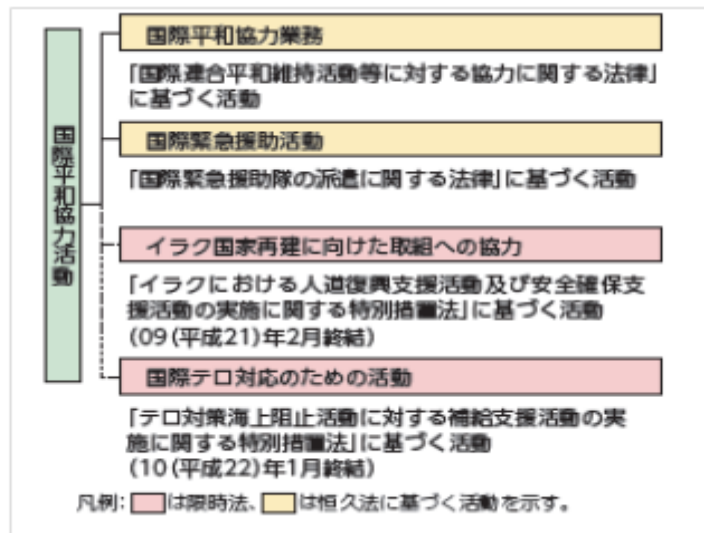 国際平和協力活動
国際平和協力業務
「国際連合平和維持活動等に対する協力に関する法律」
に基づく活動
国際緊急援助活動
「国際緊急援助隊の派遣に関する法律」に基づく活動
イラク国家再建に向けた取組への協力
「イラクにおける人道復興支援活動及び安全確保支
援活動の実施に関する特別措置法」に基づく活動
(09(平成21)年2月終結)
国際テロ対応のための活動
「テロ対策海上阻止活動に対する補給支援活動の実
施に関する特別措置法」に基づく活動
(10(平成22)年1月終結)
凡例:は限時法、は恒久法に基づく活動を示す。